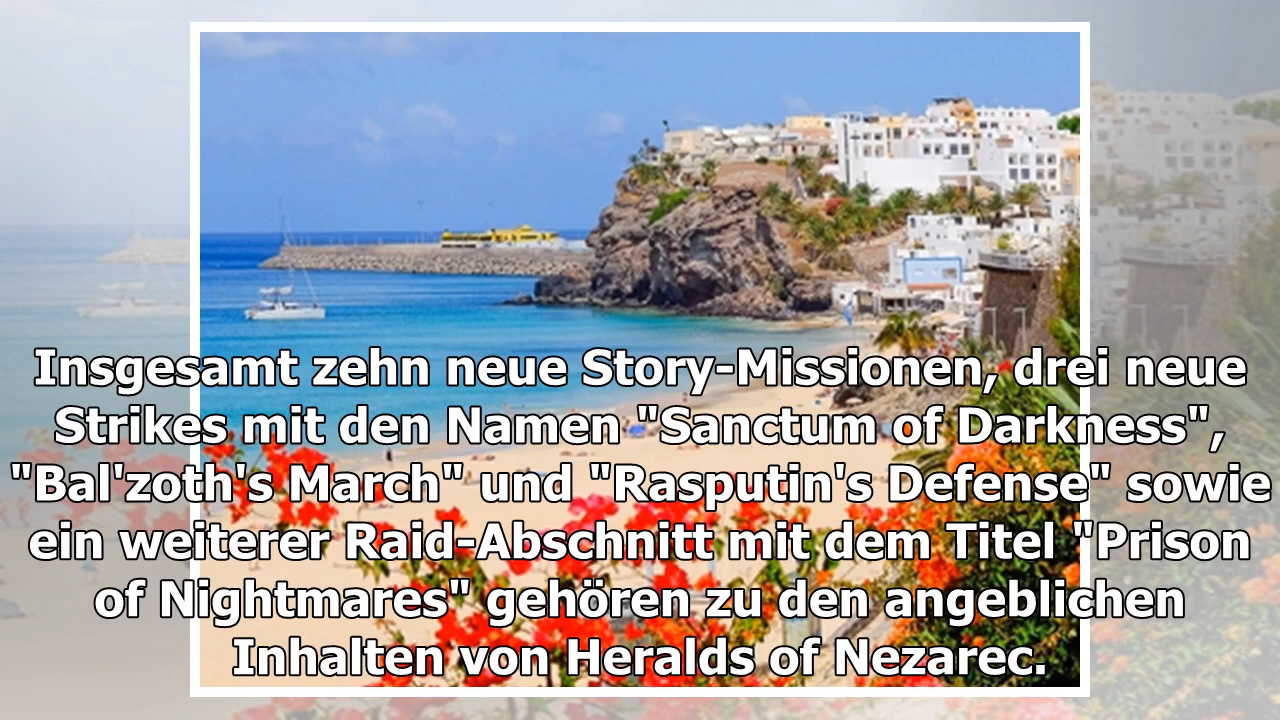 Insgesamt zehn neue Story-Missionen, drei neue
Strikes mit den Namen "Sanctum of Darkness",
"Bal'zoth's March" und "Rasputin's Defense" sowie
ein weiterer Raid-Abschnitt mit dem Titel "Prison
of Nightmares" gehören zu den angeblichen
Inhalten von Heralds of Nezarec.